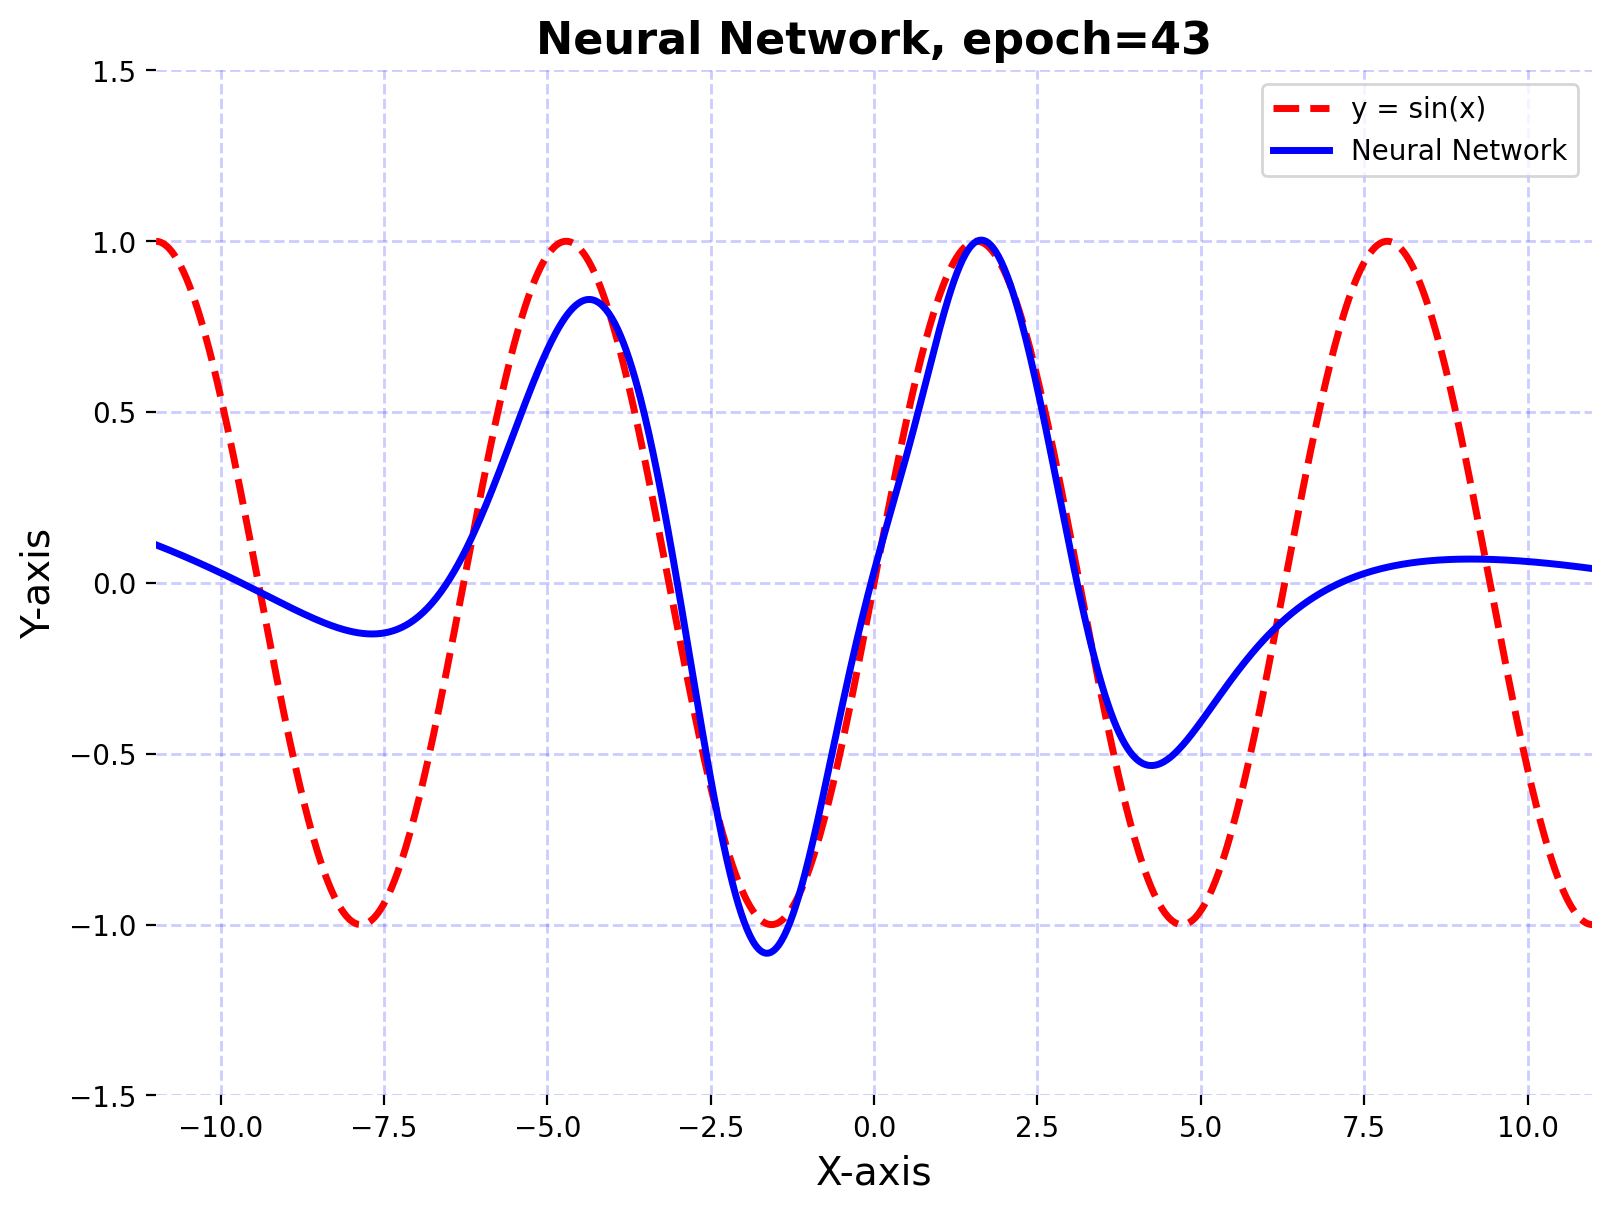 Neural Network, epoch=43
1.5
1.0
0.5
0.0
−0.5
−1.0
−1.5
Y-axis
y = sin(x)
Neural Network
−10.0 −7.5 −5.0 −2.5 0.0 2.5 5.0 7.5 10.0
X-axis